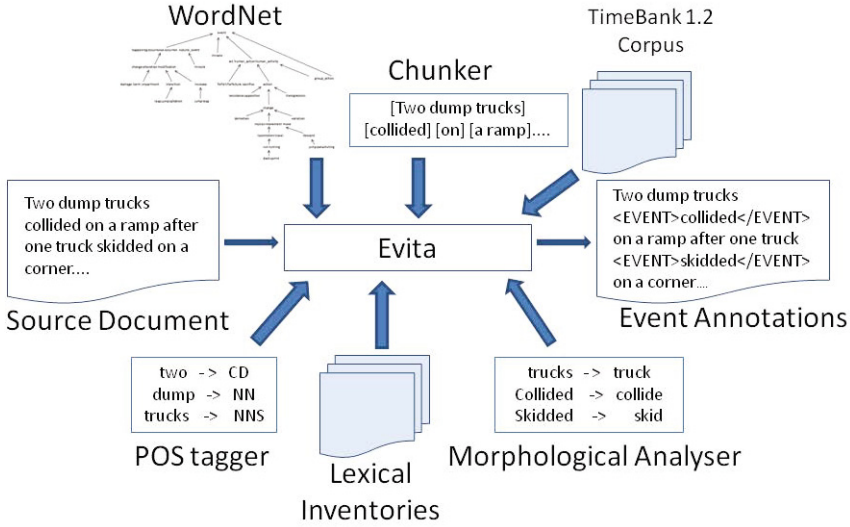 WordNet
TimeBank 1.2
Corpus
Chunker
[Two dump trucks]
[collided] [on] [a ramp]....
Two dump trucks
collided on a ramp after
one truck skidded on a
corner....
Source Document
Evita
Two dump trucks
<EVENT>collided</EVENT>
on a ramp after one truck
<EVENT>skidded</EVENT>
on a corner....
Event Annotations
two -> CD
dump -> NN
trucks -> NNS
POS tagger
Lexical
Inventories
trucks -> truck
Collided -> collide
Skidded -> skid
Morphological Analyser